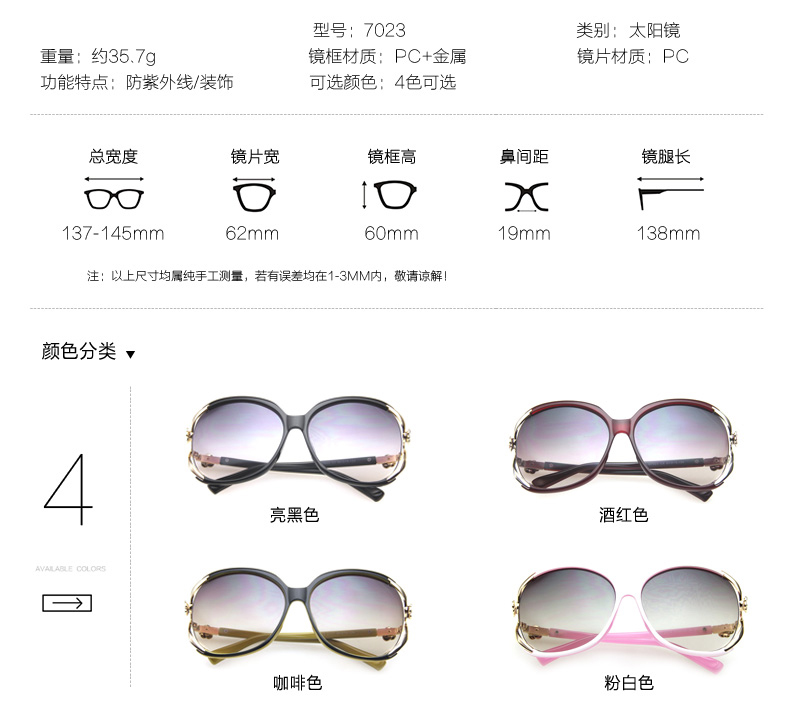 型号：7023 类别：太阳镜
重量：约35.7g 镜框材质：PC+金属 镜片材质：PC
功能特点：防紫外线/装饰 可选颜色：4色可选
总宽度 镜片宽 镜框高 鼻间距 镜腿长
137-145mm 62mm 60mm 19mm 138mm
注：以上尺寸均属纯手工测量，若有误差均在1-3MM内，敬请谅解！
颜色分类
4
亮黑色 酒红色
AVAILABLE COLORS
咖啡色 粉白色